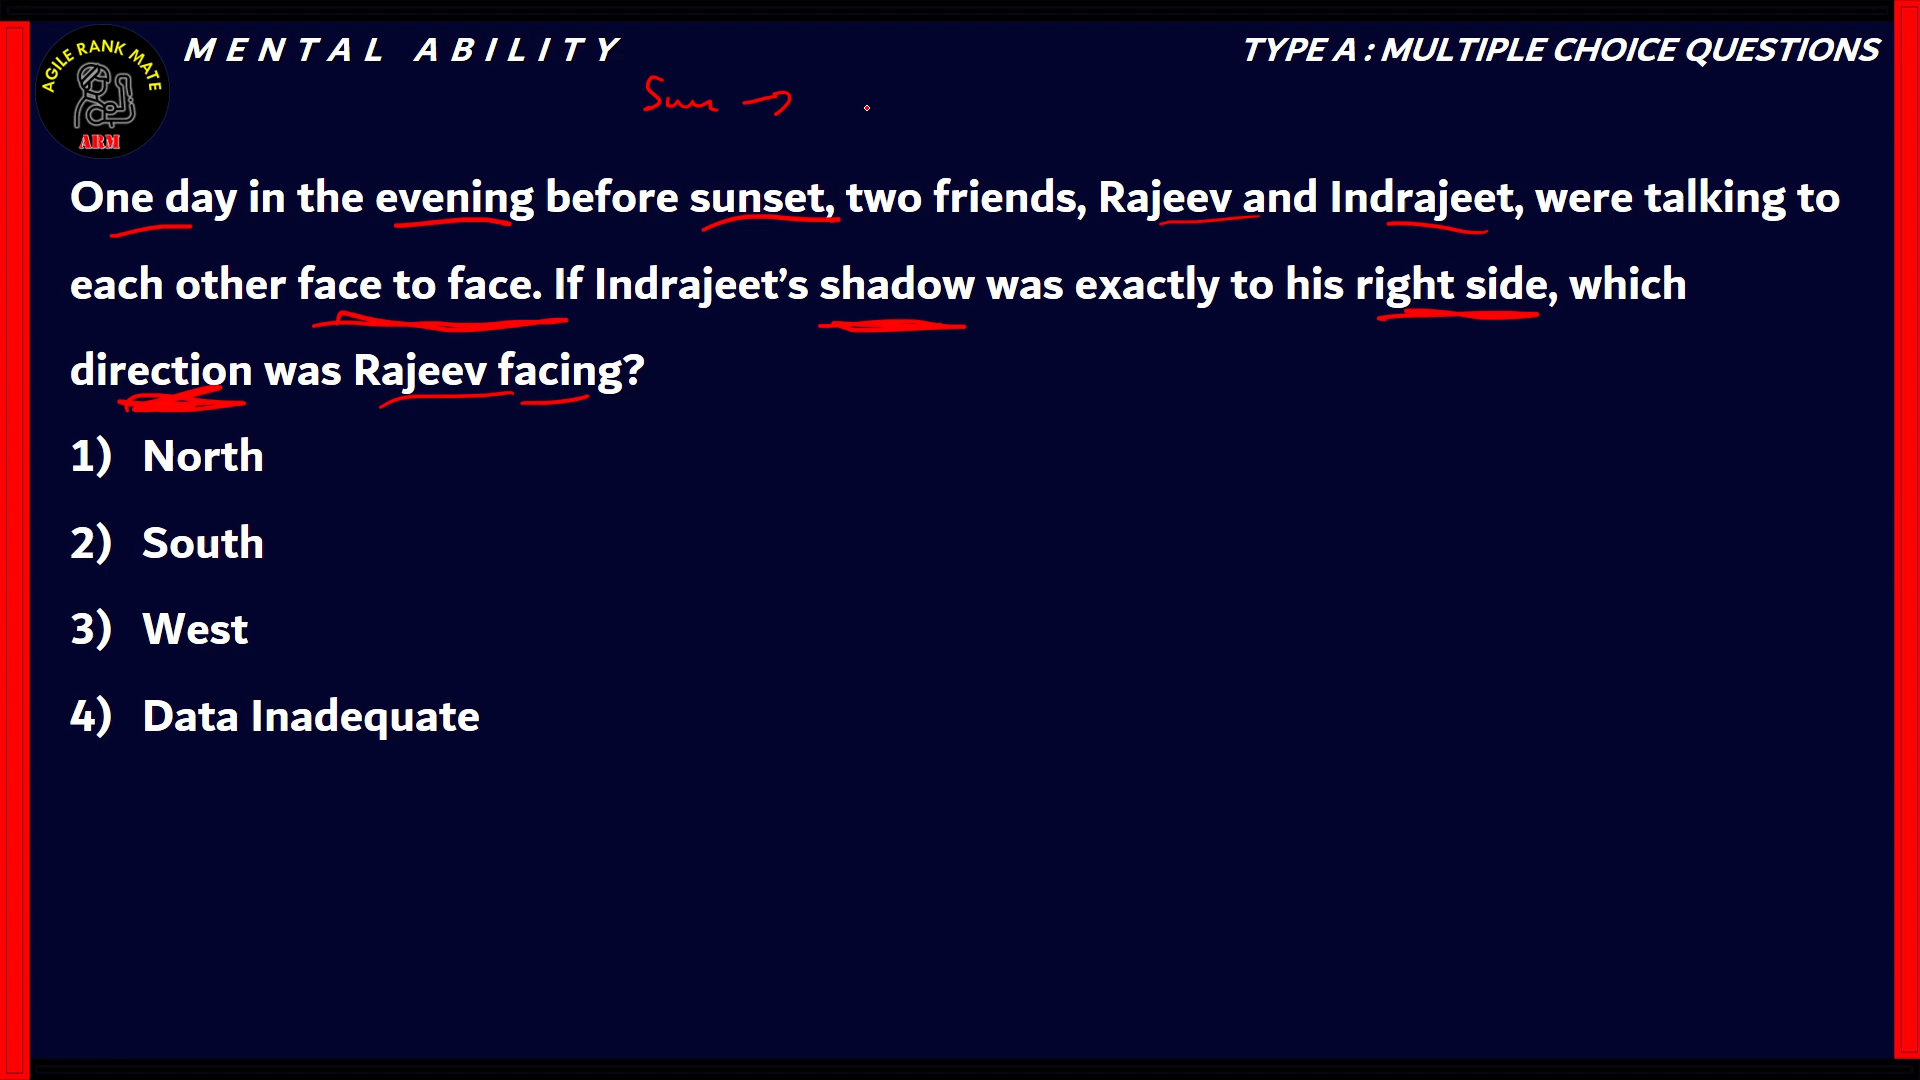 AGILE RANK MATE
ARM
MENTAL ABILITY
TYPE A : MULTIPLE CHOICE QUESTIONS
Sun →
One day in the evening before sunset, two friends, Rajeev and Indrajeet, were talking to
each other face to face. If Indrajeet’s shadow was exactly to his right side, which
direction was Rajeev facing?
1) North
2) South
3) West
4) Data Inadequate